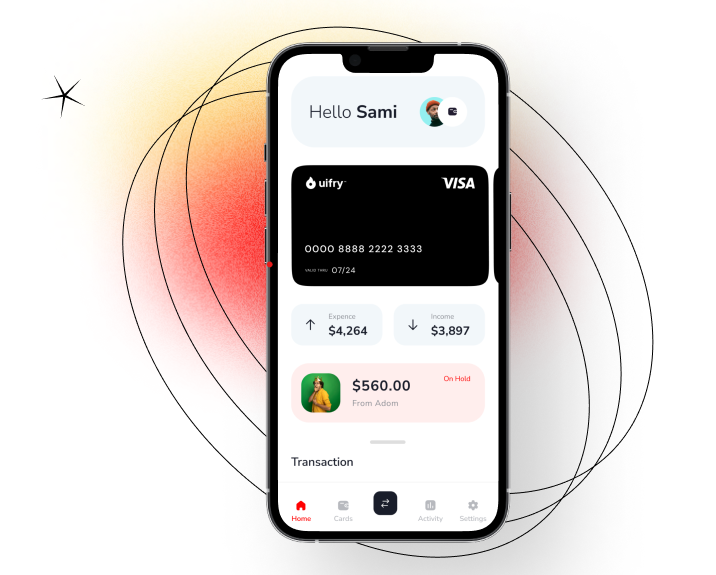 Hello Sami
uifry™
VISA
0000 8888 2222 3333
VALID THRU 07/24
Expence
$4,264
Income
$3,897
$560.00
On Hold
From Adom
Transaction
Home
Cards
Activity
Settings